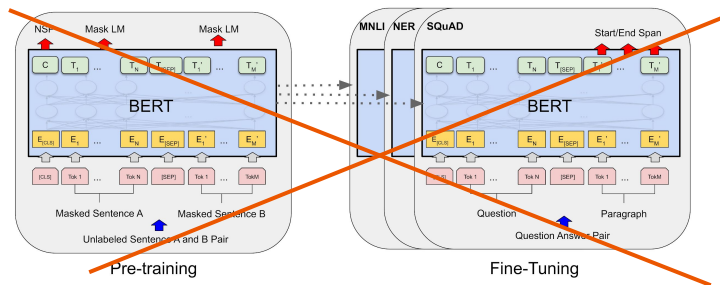 NSP Mask LM Mask LM
C T1 ... TN T[SEP] T1' ... TM'
BERT
E[CLS] E1 ... EN E[SEP] E1' ... EM'
[CLS] Tok 1 ... Tok N [SEP] Tok 1 ... TokM
Masked Sentence A Masked Sentence B
Unlabeled Sentence A and B Pair
Pre-training
MNLI NER SQuAD
Start/End Span
C T1 ... TN T[SEP] T1' ... TM'
BERT
E[CLS] E1 ... EN E[SEP] E1' ... EM'
[CLS] Tok 1 ... Tok N [SEP] Tok 1 ... TokM
Question Paragraph
Question Answer Pair
Fine-Tuning